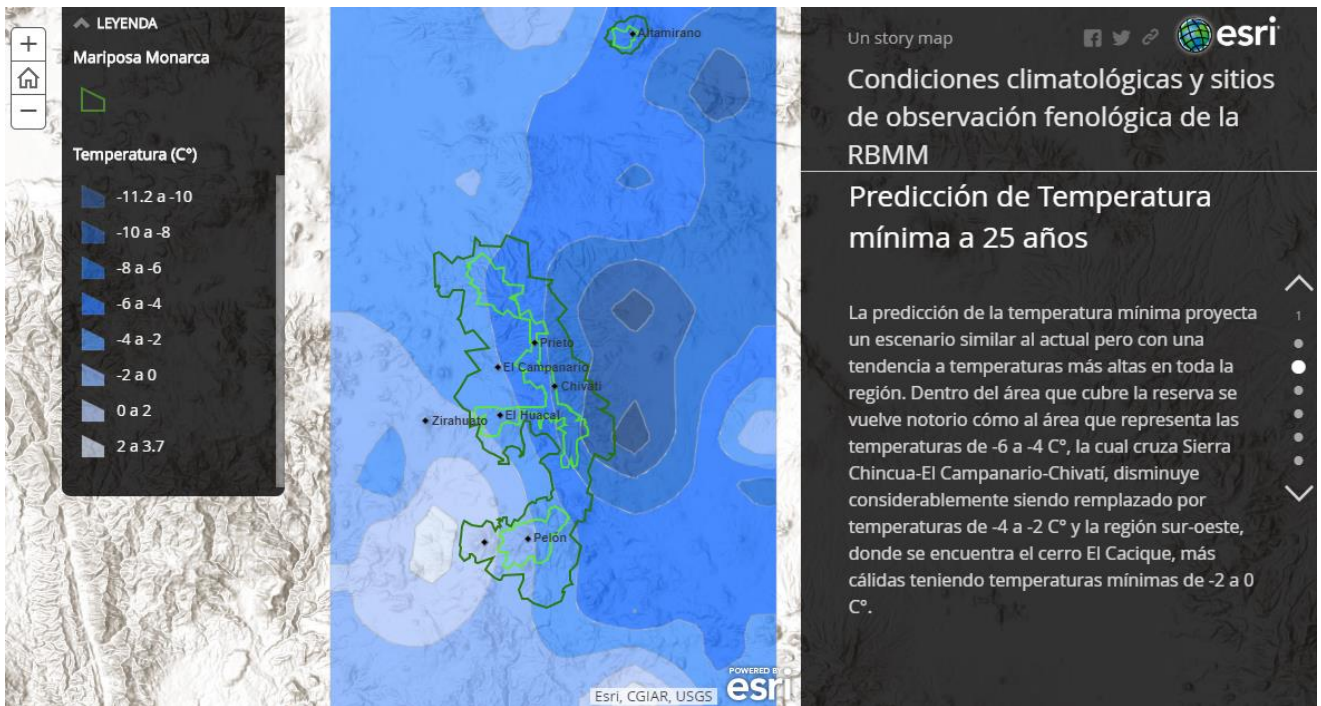 LEYENDA
Mariposa Monarca
Temperatura (C°)
-11.2 a -10
-10 a -8
-8 a -6
-6 a -4
-4 a -2
-2 a 0
0 a 2
2 a 3.7
Altamirano
Prieto
El Campanario
Chivatí
El Huacal
Zirahuato
Pelón
Esri, CGIAR, USGS
POWERED BY
esri
Un story map
esri
Condiciones climatológicas y sitios
de observación fenológica de la
RBMM
Predicción de Temperatura
mínima a 25 años
La predicción de la temperatura mínima proyecta
un escenario similar al actual pero con una
tendencia a temperaturas más altas en toda la
región. Dentro del área que cubre la reserva se
vuelve notorio cómo al área que representa las
temperaturas de -6 a -4 C°, la cual cruza Sierra
Chincua-El Campanario-Chivatí, disminuye
considerablemente siendo remplazado por
temperaturas de -4 a -2 C° y la región sur-oeste,
donde se encuentra el cerro El Cacique, más
cálidas teniendo temperaturas mínimas de -2 a 0
C°.
1